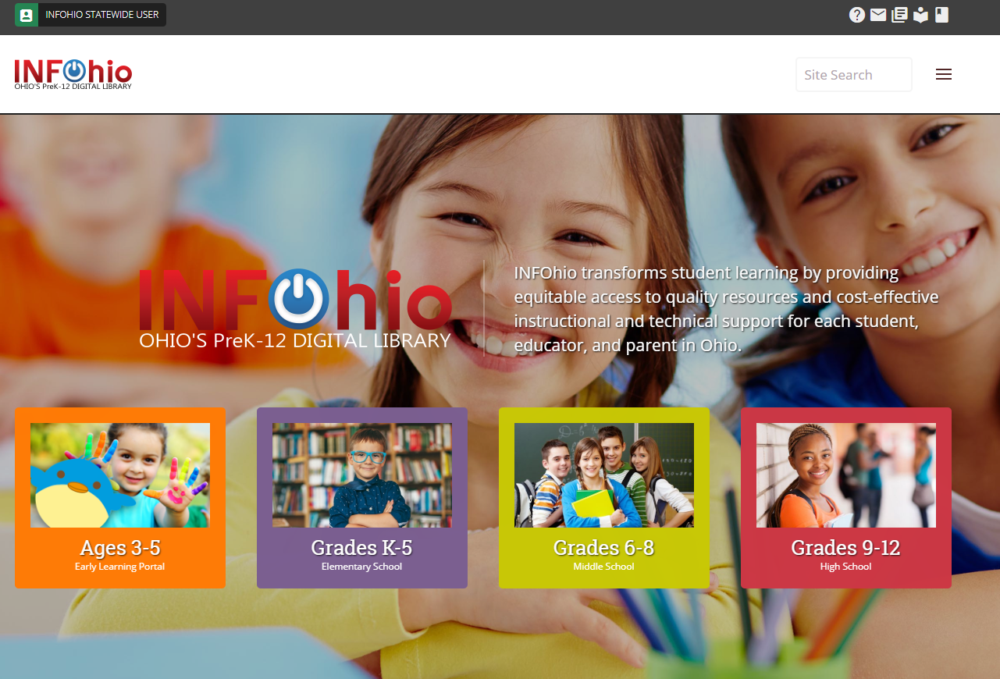 INFOHIO STATEWIDE USER
INFOhio
OHIO'S PreK-12 DIGITAL LIBRARY
Site Search
INFOhio
OHIO'S PreK-12 DIGITAL LIBRARY
INFOhio transforms student learning by providing
equitable access to quality resources and cost-effective
instructional and technical support for each student,
educator, and parent in Ohio.
Ages 3-5
Early Learning Portal
Grades K-5
Elementary School
Grades 6-8
Middle School
Grades 9-12
High School